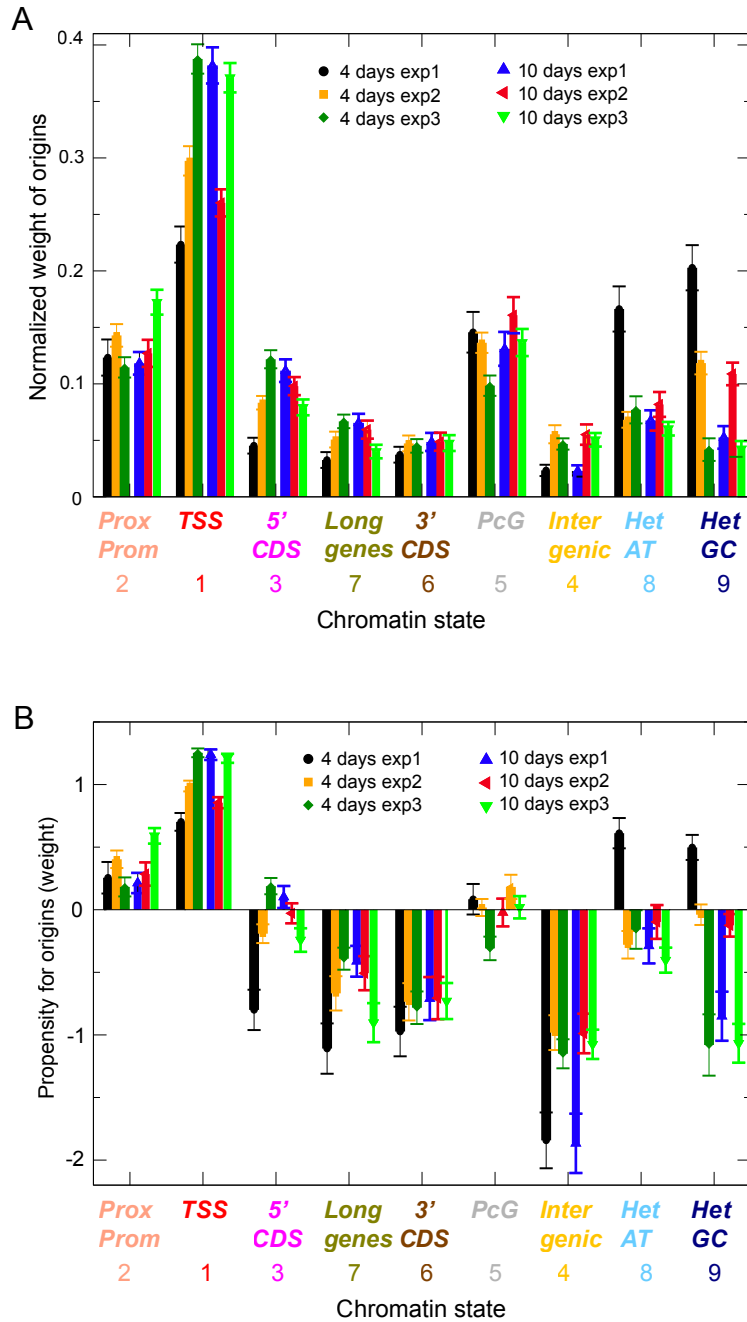 A
0.4
0.3
0.2
0.1
0
Normalized weight of origins
4 days exp1
4 days exp2
4 days exp3
10 days exp1
10 days exp2
10 days exp3
Prox Prom
TSS
5' CDS
Long genes
3' CDS
PcG
Inter genic
Het AT
Het GC
2 1 3 7 6 5 4 8 9
Chromatin state
B
1
0
-1
-2
Propensity for origins (weight)
4 days exp1
4 days exp2
4 days exp3
10 days exp1
10 days exp2
10 days exp3
Prox Prom
TSS
5' CDS
Long genes
3' CDS
PcG
Inter genic
Het AT
Het GC
2 1 3 7 6 5 4 8 9
Chromatin state